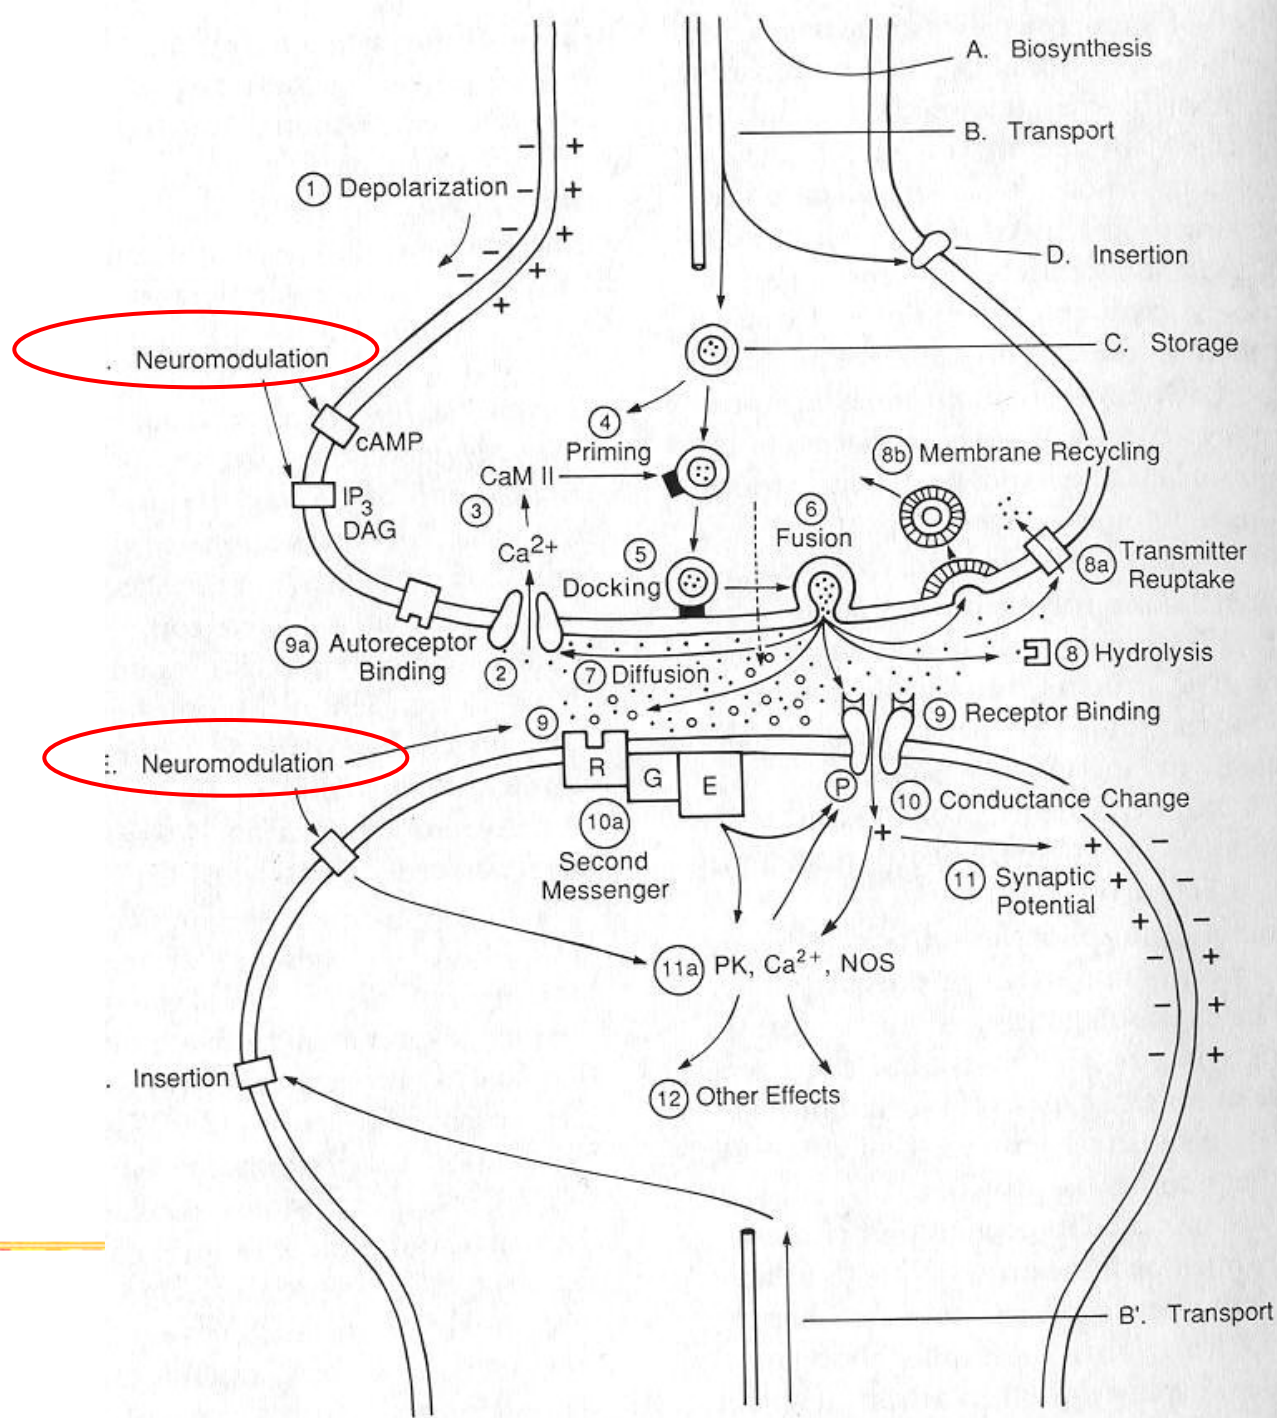 A. Biosynthesis
B. Transport
− +
1 Depolarization − +
− +
− +
− +
D. Insertion
. Neuromodulation
C. Storage
4
Priming
cAMP
8b Membrane Recycling
CaM II
IP3
DAG
3
6
Fusion
Ca2+
5
Docking
8a Transmitter
Reuptake
9a Autoreceptor
Binding
2
7 Diffusion
8 Hydrolysis
9
9 Receptor Binding
E. Neuromodulation
R
G
E
P
10 Conductance Change
10a
Second
Messenger
+
+ −
11 Synaptic
Potential
+ −
+ −
− +
− +
− +
11a PK, Ca2+, NOS
. Insertion
12 Other Effects
B'. Transport